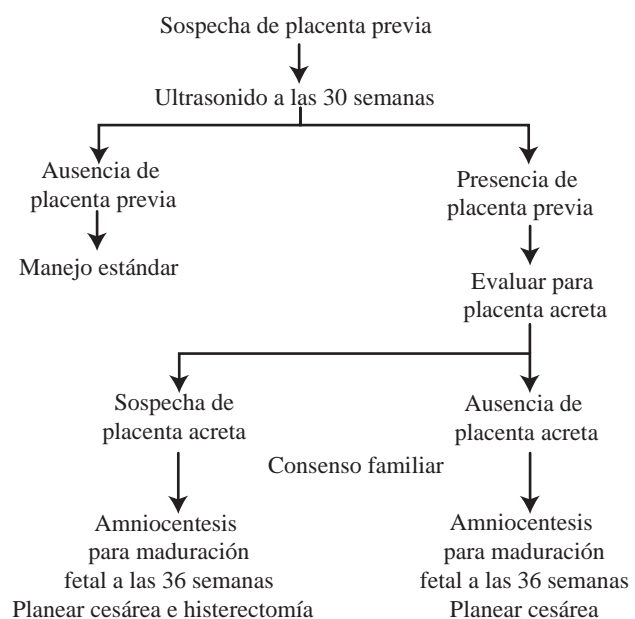 Sospecha de placenta previa
Ultrasonido a las 30 semanas
Ausencia de
placenta previa
Manejo estándar
Presencia de
placenta previa
Evaluar para
placenta acreta
Sospecha de
placenta acreta
Ausencia de
placenta acreta
Consenso familiar
Amniocentesis
para maduración
fetal a las 36 semanas
Planear cesárea e histerectomía
Amniocentesis
para maduración
fetal a las 36 semanas
Planear cesárea